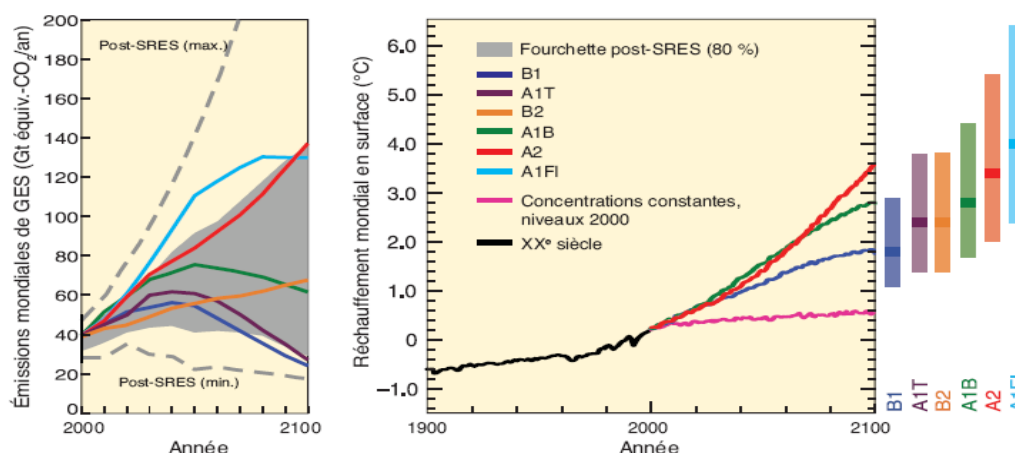 Émissions mondiales de GES (Gt équiv.-CO₂/an)
200
180
160
140
120
100
80
60
40
20
0
Post-SRES (max.)
Post-SRES (min.)
2000
2100
Année
Réchauffement mondial en surface (°C)
6.0
5.0
4.0
3.0
2.0
1.0
0
–1.0
Fourchette post-SRES (80 %)
B1
A1T
B2
A1B
A2
A1FI
Concentrations constantes,
niveaux 2000
XXᵉ siècle
1900
2000
2100
Année
B1
A1T
B2
A1B
A2
A1FI